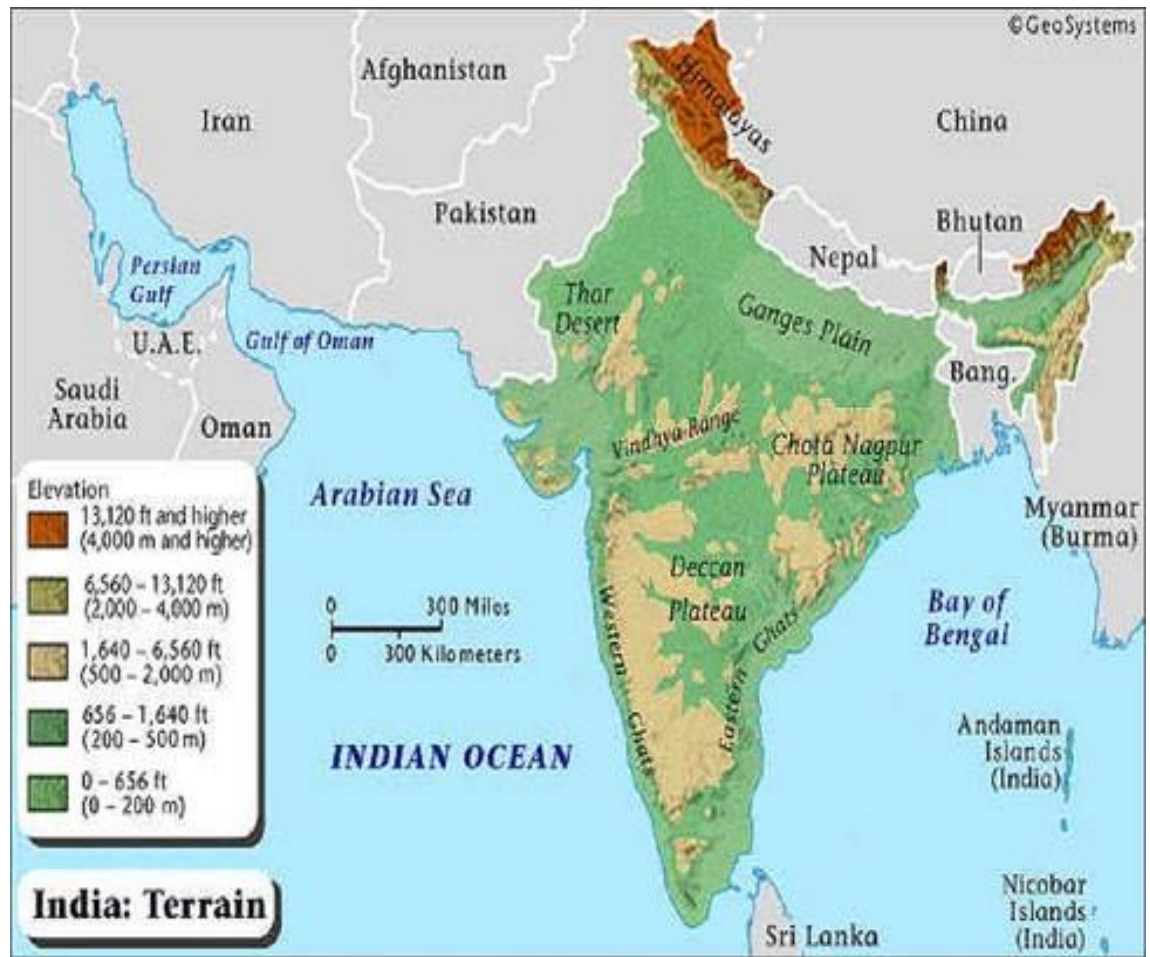 ©GeoSystems
Afghanistan
Himalayas
Iran
China
Pakistan
Bhutan
Nepal
Persian
Gulf
Thar
Desert
Ganges Plain
U.A.E.
Gulf of Oman
Bang.
Saudi
Arabia
Oman
Vindhya Range
Chota Nagpur
Plateau
Elevation
13,120 ft and higher
(4,000 m and higher)
6,560 – 13,120 ft
(2,000 – 4,000 m)
1,640 – 6.560 ft
(500 – 2,000 m)
656 – 1,640 ft
(200 – 500 m)
0 – 656 ft
(0 – 200 m)
Arabian Sea
Myanmar
(Burma)
Deccan
Plateau
0 300 Miles
0 300 Kilometers
Western Ghats
Eastern Ghats
Bay of
Bengal
INDIAN OCEAN
Andaman
Islands
(India)
India: Terrain
Nicobar
Islands
(India)
Sri Lanka